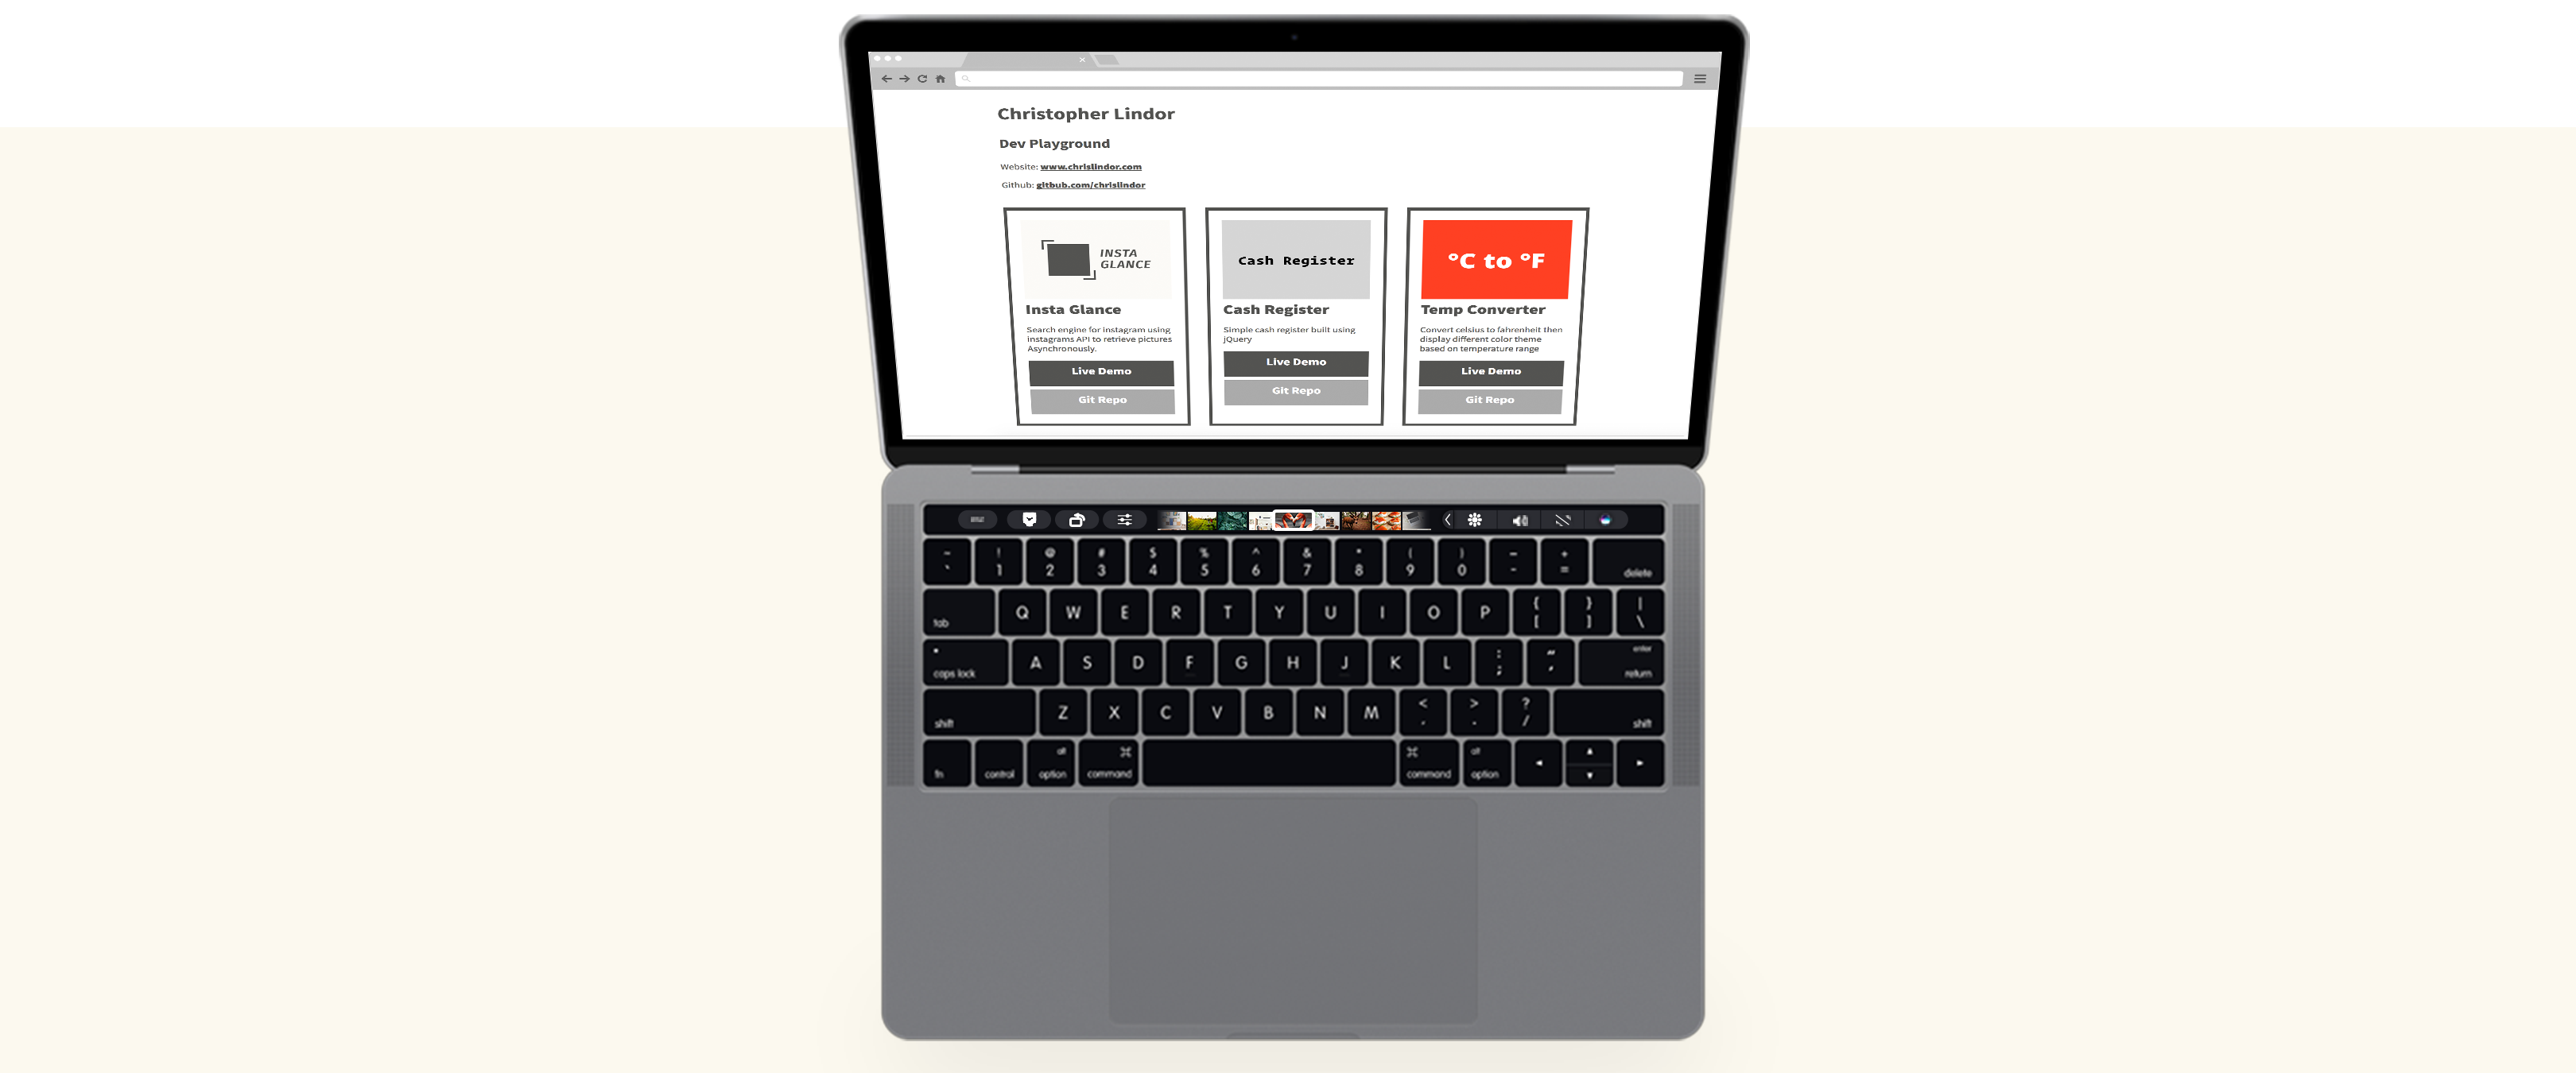 Christopher Lindor
Dev Playground
Website: www.chrislindor.com
Github: gitbub.com/chrislindor
INSTA
GLANCE
Insta Glance
Search engine for instagram using
instagrams API to retrieve pictures
Asynchronously.
Live Demo
Git Repo
Cash Register
Cash Register
Simple cash register built using
jQuery
Live Demo
Git Repo
°C to °F
Temp Converter
Convert celsius to fahrenheit then
display different color theme
based on temperature range
Live Demo
Git Repo
~ ! @ # $ % ^ & * ( ) – +
` 1 2 3 4 5 6 7 8 9 0 - = delete
tab Q W E R T Y U I O P { [ } ] | \
caps lock A S D F G H J K L : ; " ' enter return
shift Z X C V B N M < , > . ? / shift
fn control alt option ⌘ command ⌘ command alt option